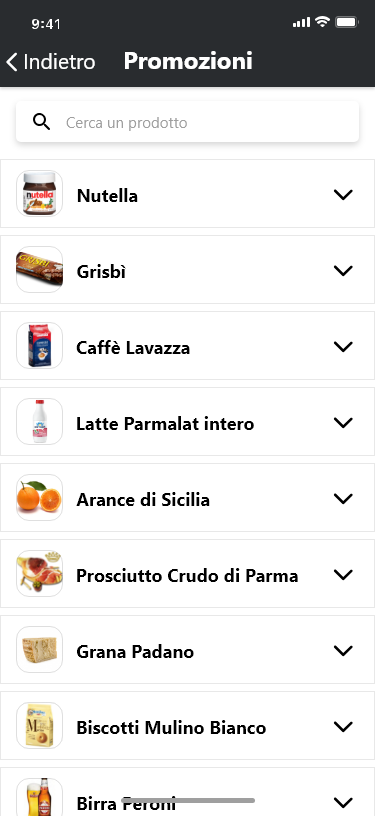 9:41
Indietro Promozioni
Cerca un prodotto
nutella
Nutella
GRISBÌ
Grisbì
Caffè Lavazza
Latte Parmalat intero
Arance di Sicilia
Prosciutto Crudo di Parma
Grana Padano
M
Biscotti Mulino Bianco
Birra Peroni